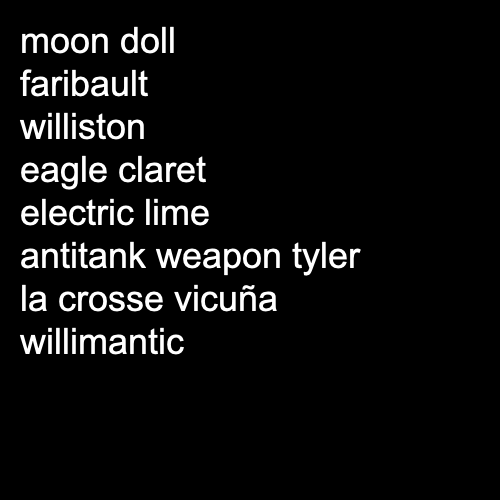 moon doll
faribault
williston
eagle claret
electric lime
antitank weapon tyler
la crosse vicuña
willimantic